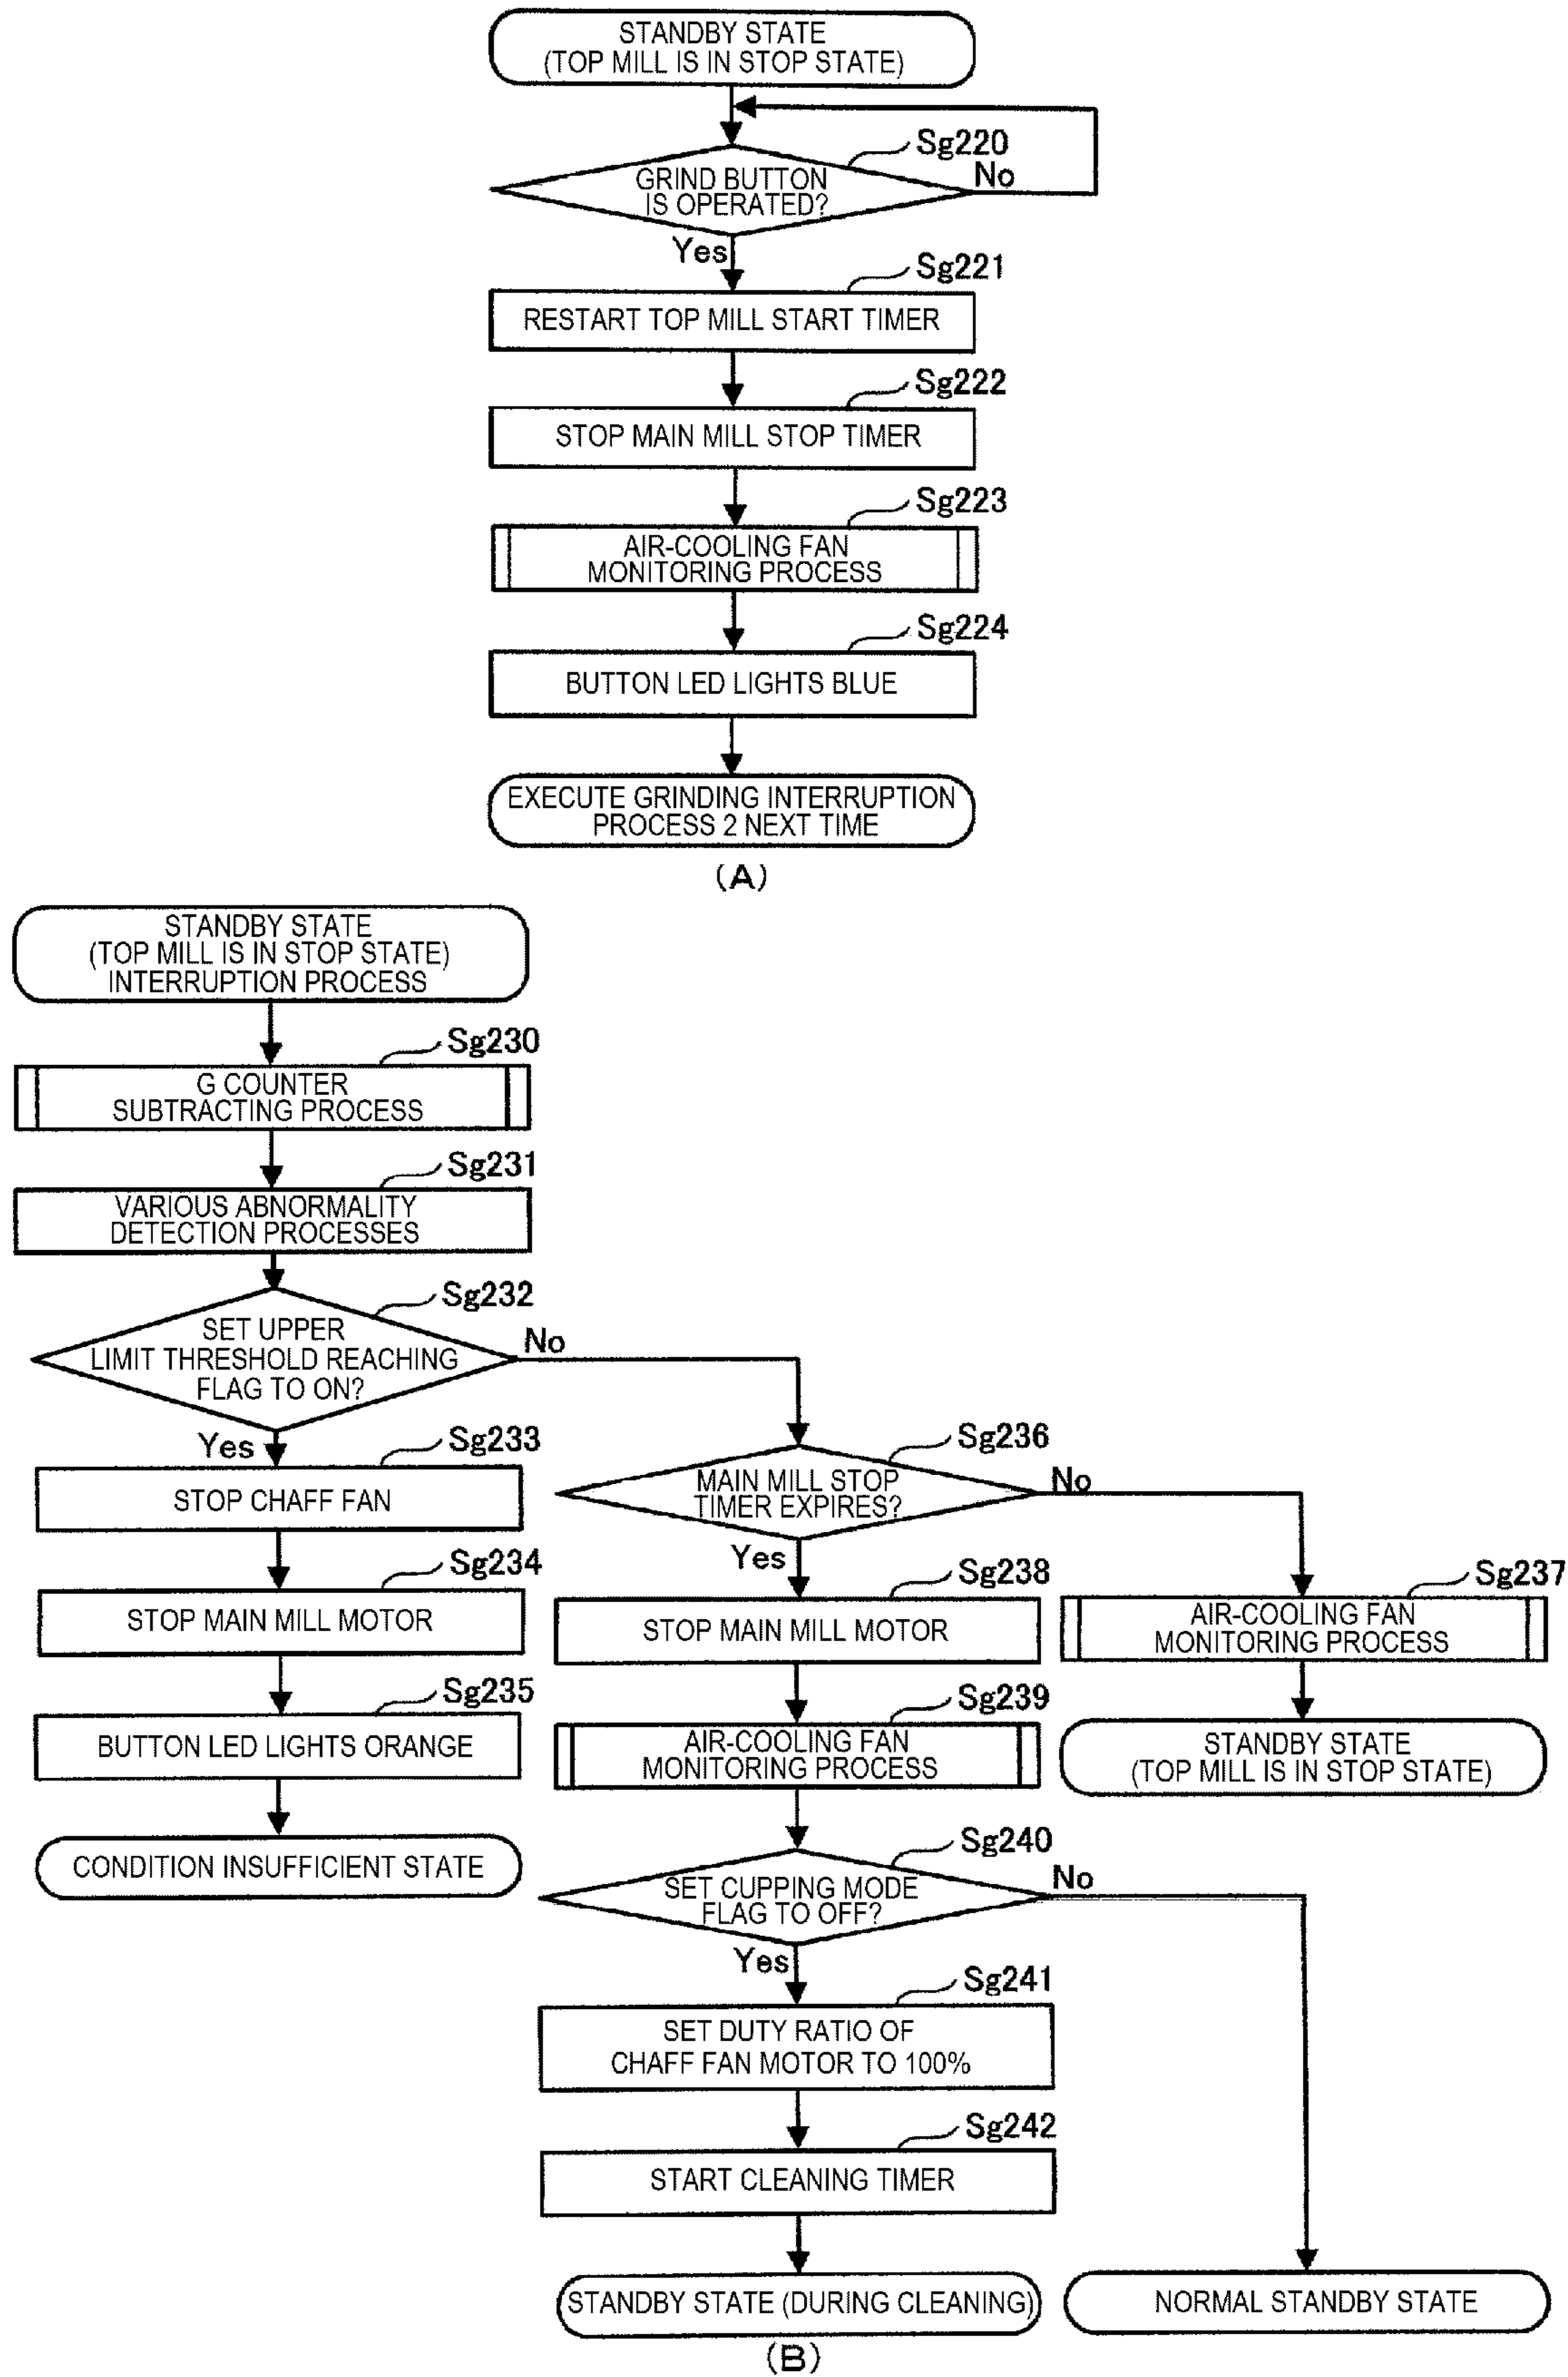 STANDBY STATE
(TOP MILL IS IN STOP STATE)
Sg220
GRIND BUTTON
IS OPERATED?
No
Yes
Sg221
RESTART TOP MILL START TIMER
Sg222
STOP MAIN MILL STOP TIMER
Sg223
AIR-COOLING FAN
MONITORING PROCESS
Sg224
BUTTON LED LIGHTS BLUE
EXECUTE GRINDING INTERRUPTION
PROCESS 2 NEXT TIME
(A)
STANDBY STATE
(TOP MILL IS IN STOP STATE)
INTERRUPTION PROCESS
Sg230
G COUNTER
SUBTRACTING PROCESS
Sg231
VARIOUS ABNORMALITY
DETECTION PROCESSES
Sg232
SET UPPER
LIMIT THRESHOLD REACHING
FLAG TO ON?
No
Yes
Sg233
STOP CHAFF FAN
Sg234
STOP MAIN MILL MOTOR
Sg235
BUTTON LED LIGHTS ORANGE
CONDITION INSUFFICIENT STATE
Sg236
MAIN MILL STOP
TIMER EXPIRES?
No
Yes
Sg237
AIR-COOLING FAN
MONITORING PROCESS
STANDBY STATE
(TOP MILL IS IN STOP STATE)
Sg238
STOP MAIN MILL MOTOR
Sg239
AIR-COOLING FAN
MONITORING PROCESS
Sg240
SET CUPPING MODE
FLAG TO OFF?
No
Yes
Sg241
SET DUTY RATIO OF
CHAFF FAN MOTOR TO 100%
Sg242
START CLEANING TIMER
STANDBY STATE (DURING CLEANING)
NORMAL STANDBY STATE
(B)